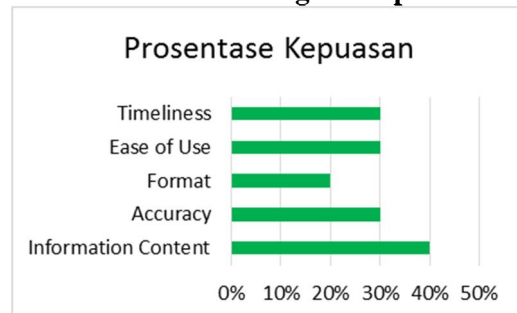 Prosentase Kepuasan
Timeliness
Ease of Use
Format
Accuracy
Information Content
0% 10% 20% 30% 40% 50%